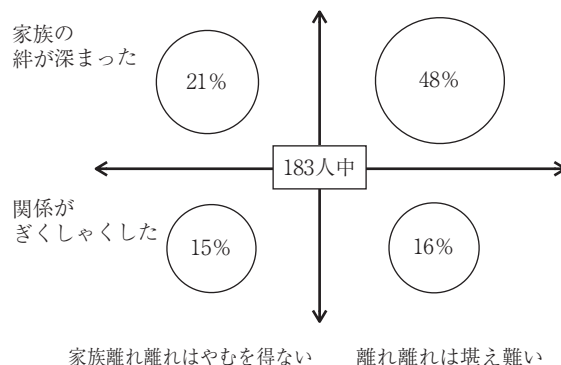 家族の
絆が深まった
21%
48%
183人中
関係が
ぎくしゃくした
15%
16%
家族離れ離れはやむを得ない
離れ離れは堪え難い